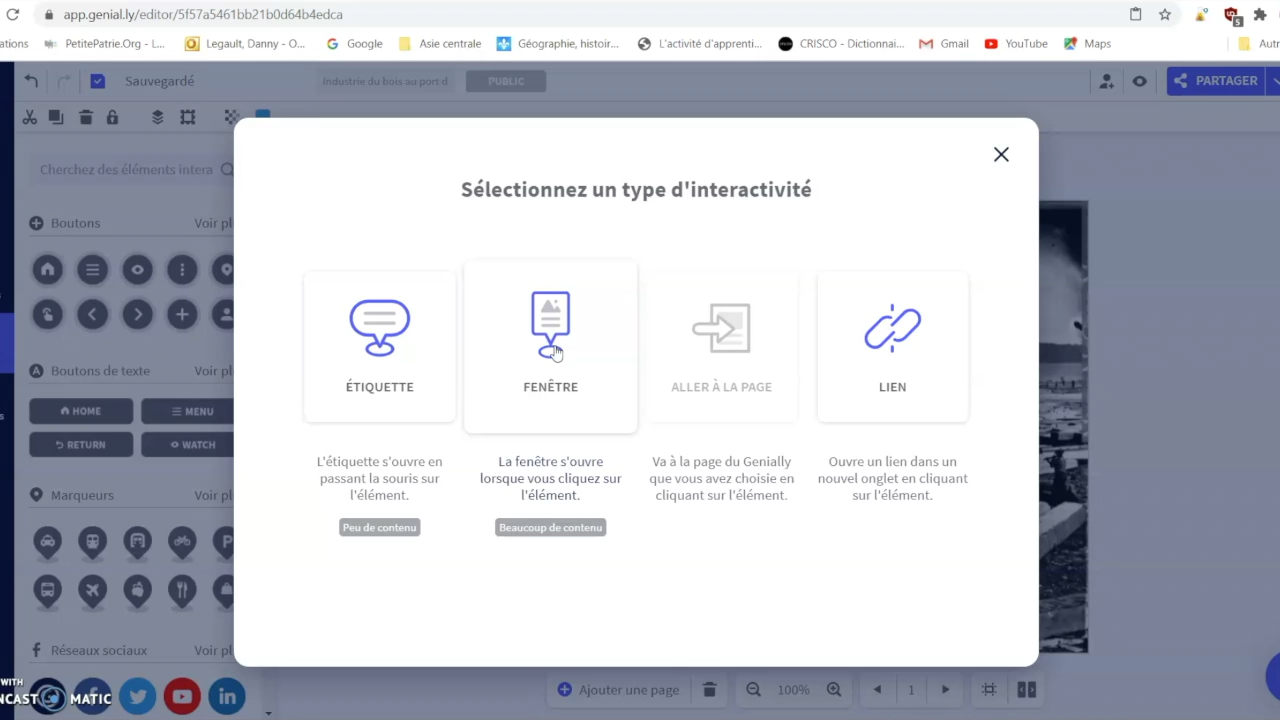 app.genial.ly/editor/5f57a5461bb21b0d64b4edca
5
ations
PetitePatrie.Org - L...
Legault, Danny - O...
Google
Asie centrale
Géographie, histoir...
L'activité d'apprenti...
CRISCO - Dictionnai...
Gmail
YouTube
Maps
Autr
Sauvegardé
Industrie du bois au port d
PUBLIC
PARTAGER
Cherchez des éléments intera
Boutons
Voir pl
Boutons de texte
Voir pl
HOME
MENU
RETURN
WATCH
Marqueurs
Voir pl
P
Réseaux sociaux
Voir pl
Sélectionnez un type d'interactivité
ÉTIQUETTE
FENÊTRE
ALLER À LA PAGE
LIEN
L'étiquette s'ouvre en
passant la souris sur
l'élément.
Peu de contenu
La fenêtre s'ouvre
lorsque vous cliquez sur
l'élément.
Beaucoup de contenu
Va à la page du Genially
que vous avez choisie en
cliquant sur l'élément.
Ouvre un lien dans un
nouvel onglet en cliquant
sur l'élément.
WITH
NCAST MATIC
Ajouter une page
100%
1